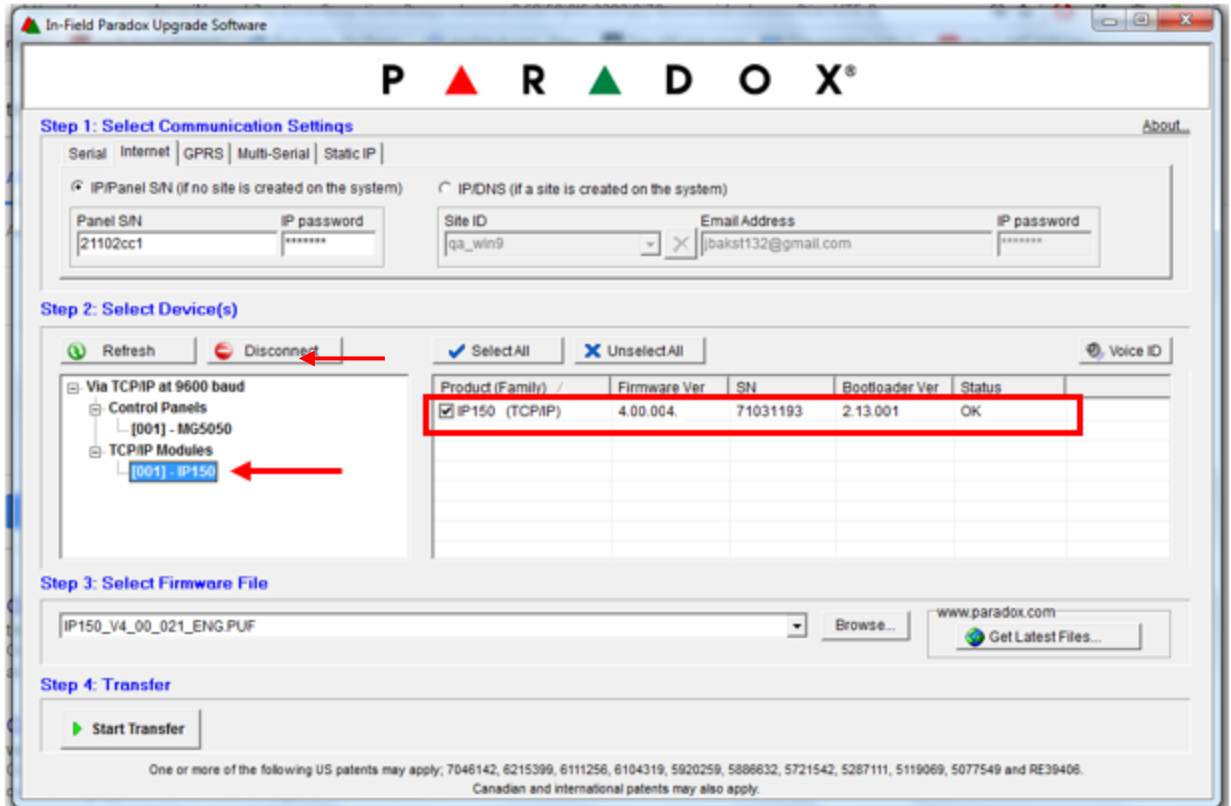 In-Field Paradox Upgrade Software
PARADOX®
Step 1: Select Communication Settings
About...
Serial Internet GPRS Multi-Serial Static IP
IP/Panel S/N (if no site is created on the system) IP/DNS (if a site is created on the system)
Panel S/N IP password Site ID Email Address IP password
21102cc1 ******* qa_win9 jbakst132@gmail.com *******
Step 2: Select Device(s)
Refresh Disconnect Select All Unselect All Voice ID
Via TCP/IP at 9600 baud
Control Panels
[001] - MG5050
TCP/IP Modules
[001] - IP150
Product (Family) / Firmware Ver SN Bootloader Ver Status
IP150 (TCP/IP) 4.00.004. 71031193 2.13.001 OK
Step 3: Select Firmware File
IP150_V4_00_021_ENG.PUF Browse...
www.paradox.com
Get Latest Files...
Step 4: Transfer
Start Transfer
One or more of the following US patents may apply; 7046142, 6215399, 6111256, 6104319, 5920259, 5886632, 5721542, 5287111, 5119069, 5077549 and RE39406.
Canadian and international patents may also apply.